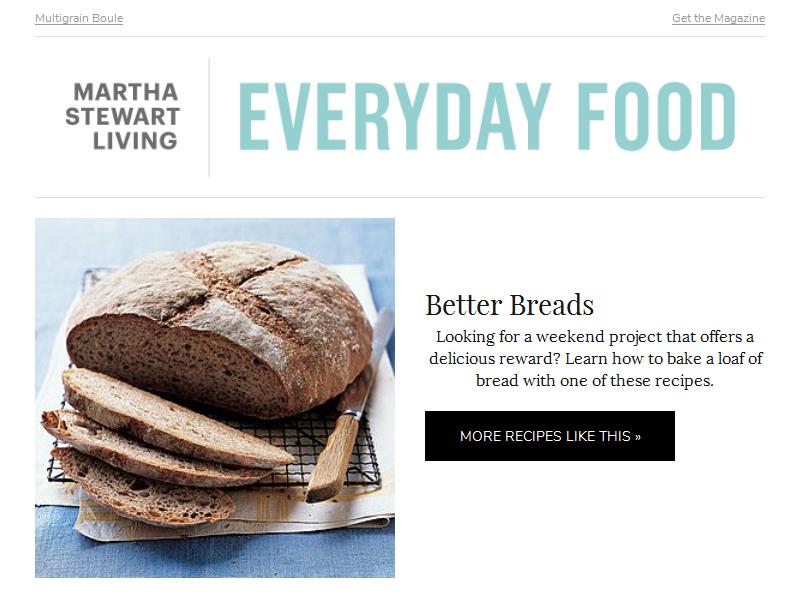 Multigrain Boule
Get the Magazine
MARTHA
STEWART
LIVING
EVERYDAY FOOD
Better Breads
Looking for a weekend project that offers a
delicious reward? Learn how to bake a loaf of
bread with one of these recipes.
MORE RECIPES LIKE THIS »